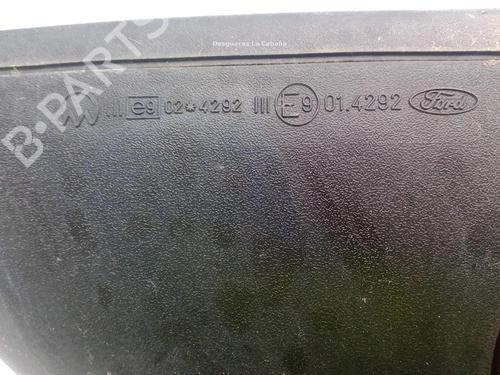 Desguaces La Cabaña
III e9 02*4292 III E9 01.4292 Ford
B-PARTS